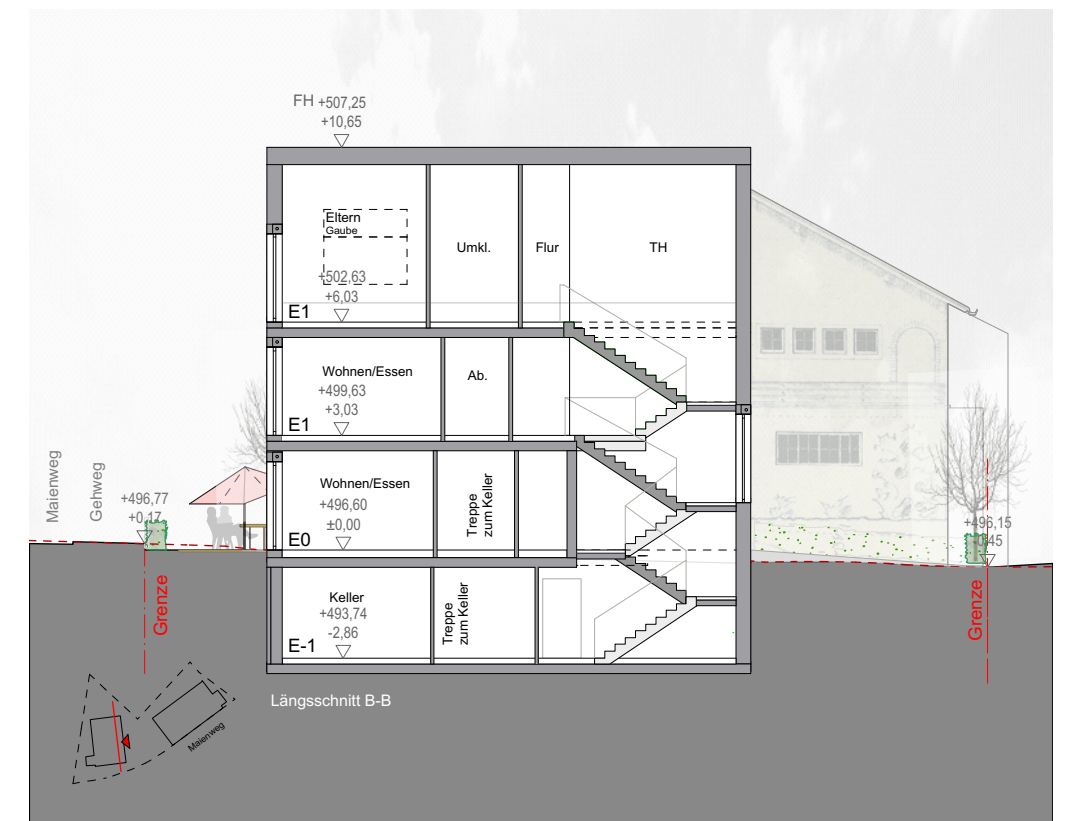 FH +507,25
+10,65
Eltern
Gaube
Umkl.
Flur
TH
+502,63
+6,03
E1
Wohnen/Essen
Ab.
+499,63
+3,03
E1
Maienweg
Gehweg
+496,77
+0,17
Wohnen/Essen
+496,60
±0,00
E0
Treppe
zum Keller
+496,15
-0,45
Grenze
Keller
+493,74
-2,86
E-1
Treppe
zum Keller
Grenze
Längsschnitt B-B
Maienweg